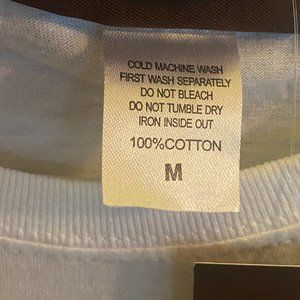 COLD MACHINE WASH
FIRST WASH SEPARATELY
DO NOT BLEACH
DO NOT TUMBLE DRY
IRON INSIDE OUT
100%COTTON
M